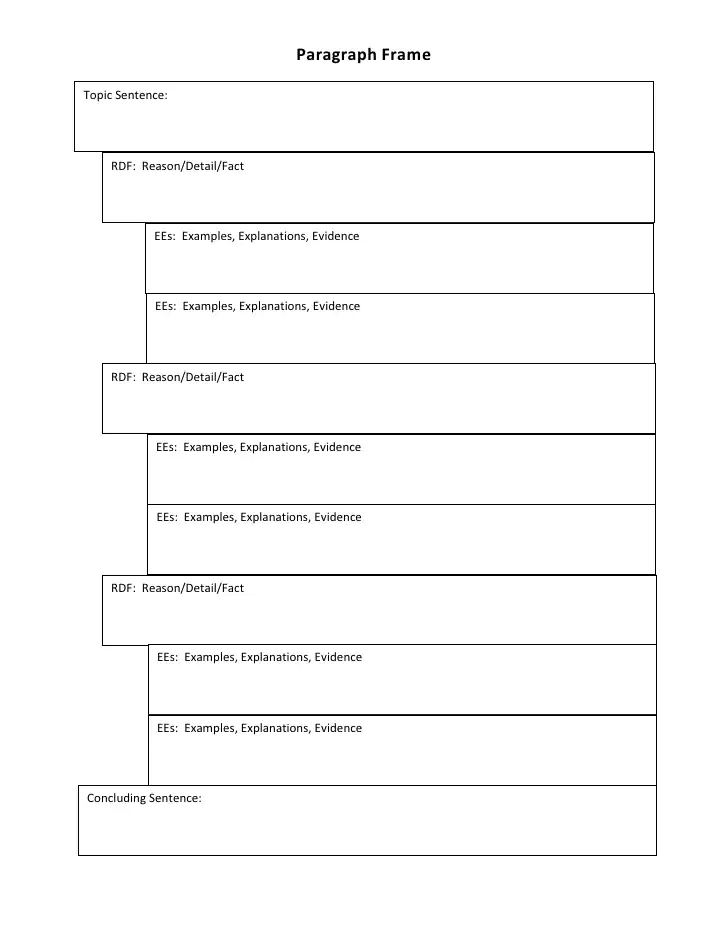 Paragraph Frame
Topic Sentence:
RDF:  Reason/Detail/Fact
EEs:  Examples, Explanations, Evidence
EEs:  Examples, Explanations, Evidence
RDF:  Reason/Detail/Fact
EEs:  Examples, Explanations, Evidence
EEs:  Examples, Explanations, Evidence
RDF:  Reason/Detail/Fact
EEs:  Examples, Explanations, Evidence
EEs:  Examples, Explanations, Evidence
Concluding Sentence: